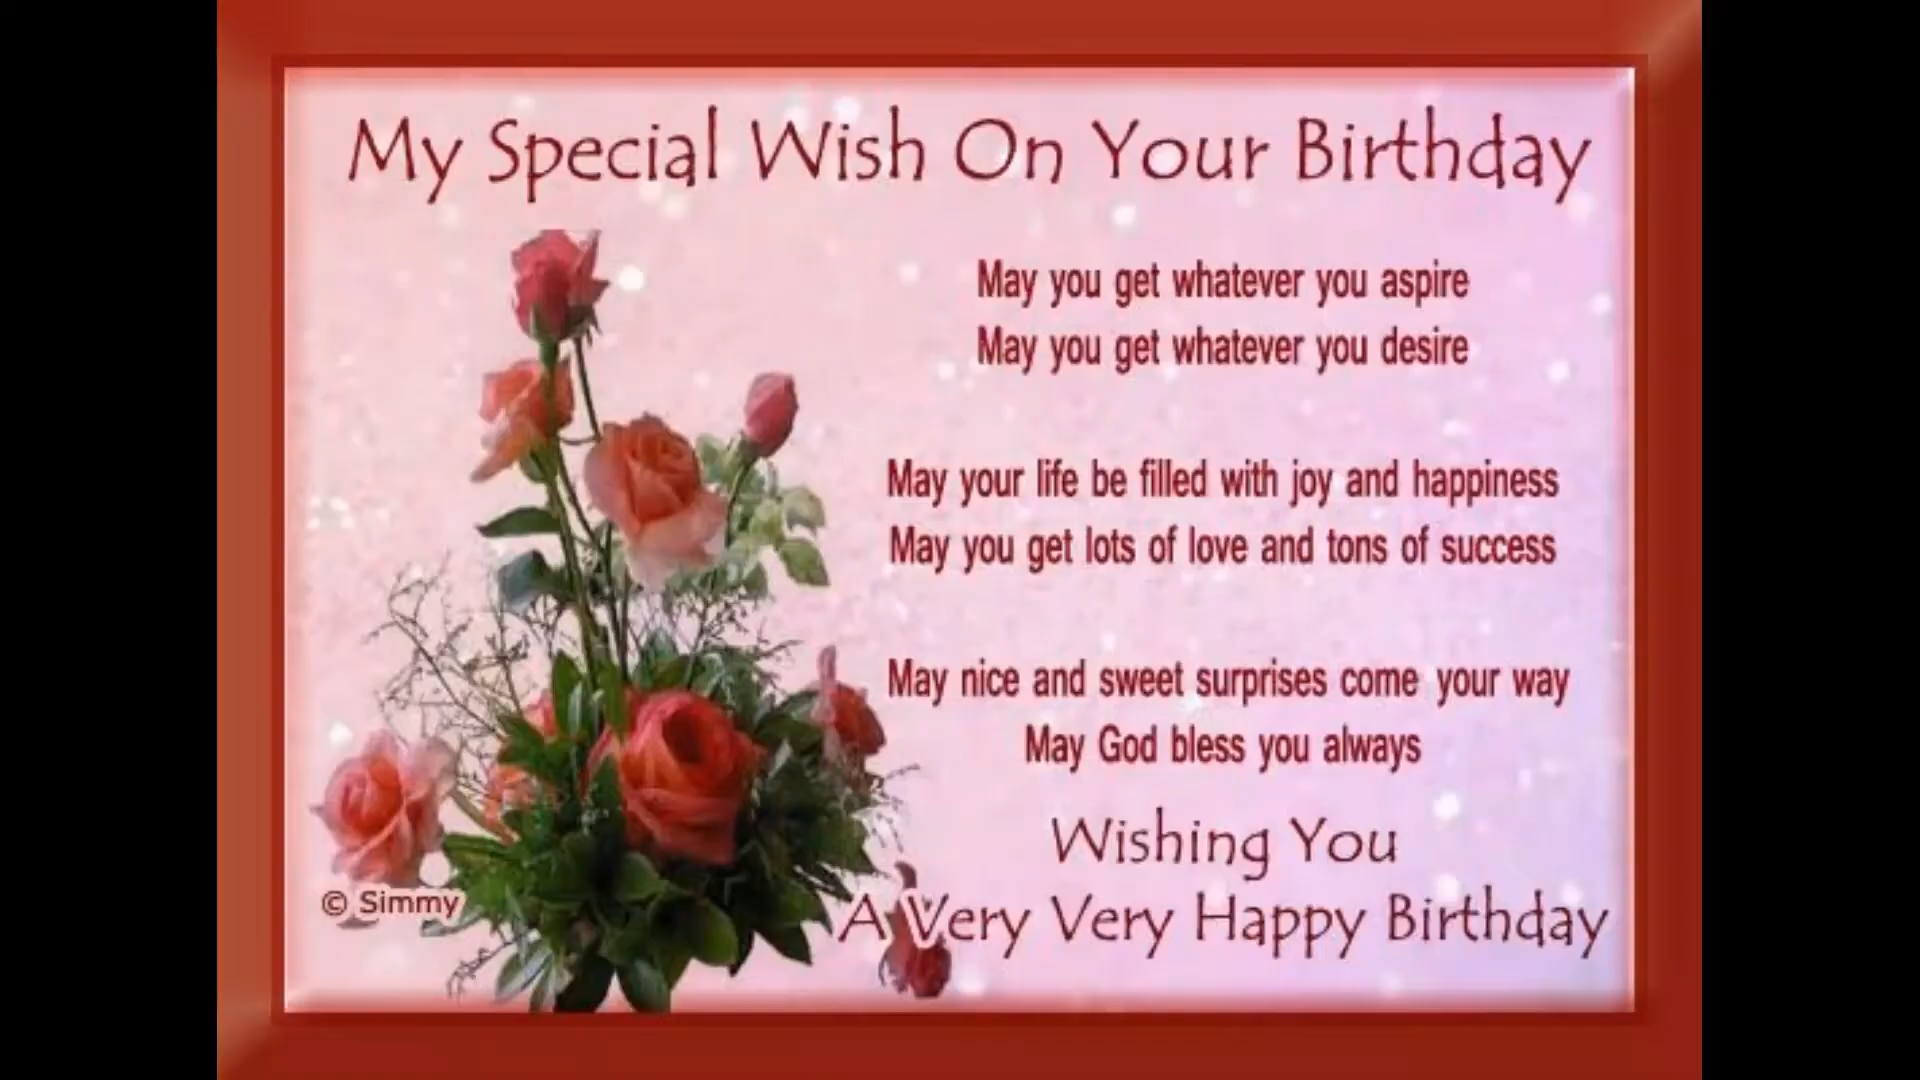 My Special Wish On Your Birthday
May you get whatever you aspire
May you get whatever you desire
May your life be filled with joy and happiness
May you get lots of love and tons of success
May nice and sweet surprises come your way
May God bless you always
Wishing You
A Very Very Happy Birthday
© Simmy